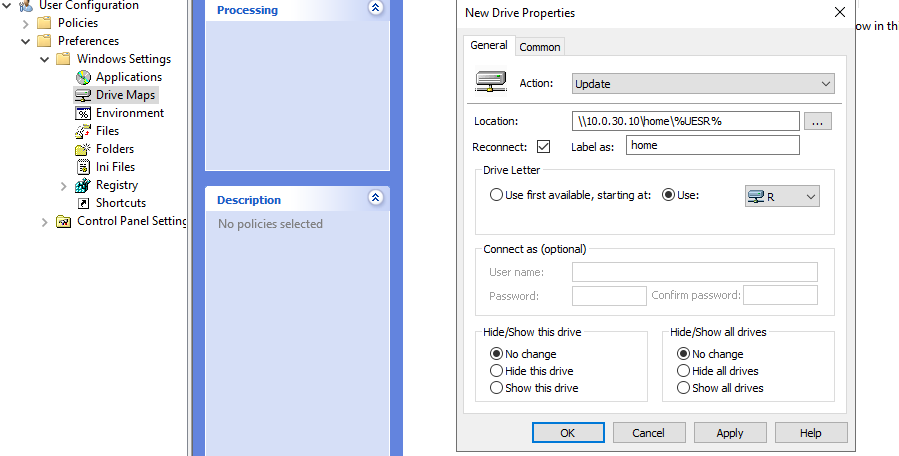 User Configuration
Policies
Preferences
Windows Settings
Applications
Drive Maps
Environment
Files
Folders
Ini Files
Registry
Shortcuts
Control Panel Setting
Processing
Description
No policies selected
New Drive Properties
General
Common
Action:
Update
Location:
\\10.0.30.10\home\%UESR%
...
Reconnect:
Label as:
home
Drive Letter
Use first available, starting at:
Use:
R
Connect as (optional)
User name:
Password:
Confirm password:
Hide/Show this drive
No change
Hide this drive
Show this drive
Hide/Show all drives
No change
Hide all drives
Show all drives
OK
Cancel
Apply
Help
ow in th